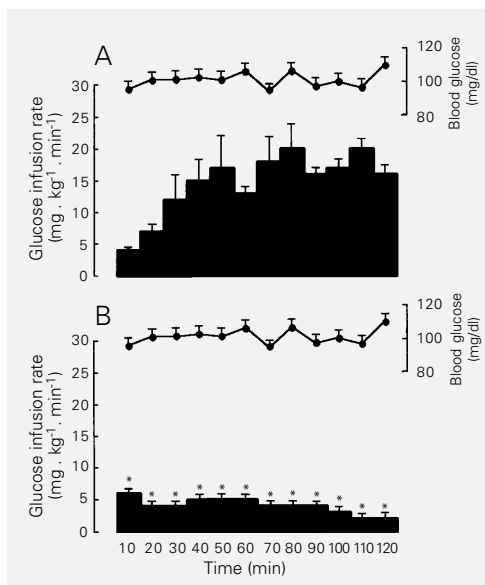 A
30
25
20
15
10
5
0
Glucose infusion rate
(mg . kg-1 . min-1)
120
100
80
Blood glucose
(mg/dl)
B
30
25
20
15
10
5
0
Glucose infusion rate
(mg . kg-1 . min-1)
120
100
80
Blood glucose
(mg/dl)
* * * * * * * * * * * *
10 20 30 40 50 60 70 80 90 100 110 120
Time (min)